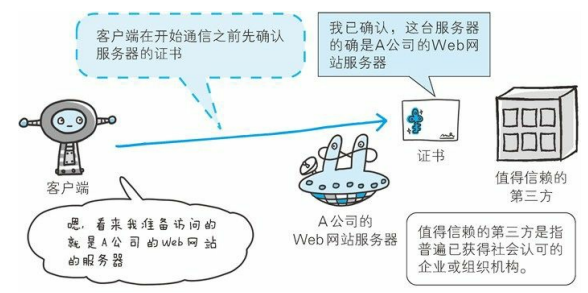 客户端在开始通信之前先确认
服务器的证书
我已确认，这台服务器
的确是A公司的Web网
站服务器
客户端
证书
值得信赖的
第三方
A公司的
Web网站服务器
嗯，看来我准备访问的
就是A公司的Web网站
的服务器
值得信赖的第三方是指
普遍已获得社会认可的
企业或组织机构。